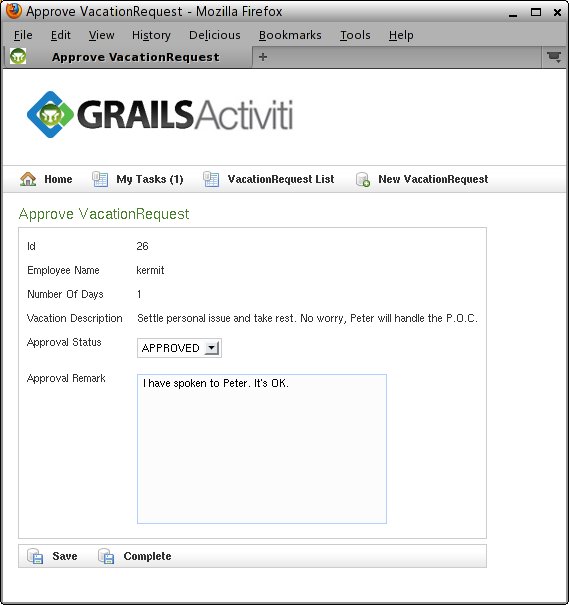 Approve VacationRequest - Mozilla Firefox
File Edit View History Delicious Bookmarks Tools Help
Approve VacationRequest
GRAILSActiviti
Home My Tasks (1) VacationRequest List New VacationRequest
Approve VacationRequest
Id 26
Employee Name kermit
Number Of Days 1
Vacation Description Settle personal issue and take rest. No worry, Peter will handle the P.O.C.
Approval Status APPROVED
Approval Remark I have spoken to Peter. It's OK.
Save Complete